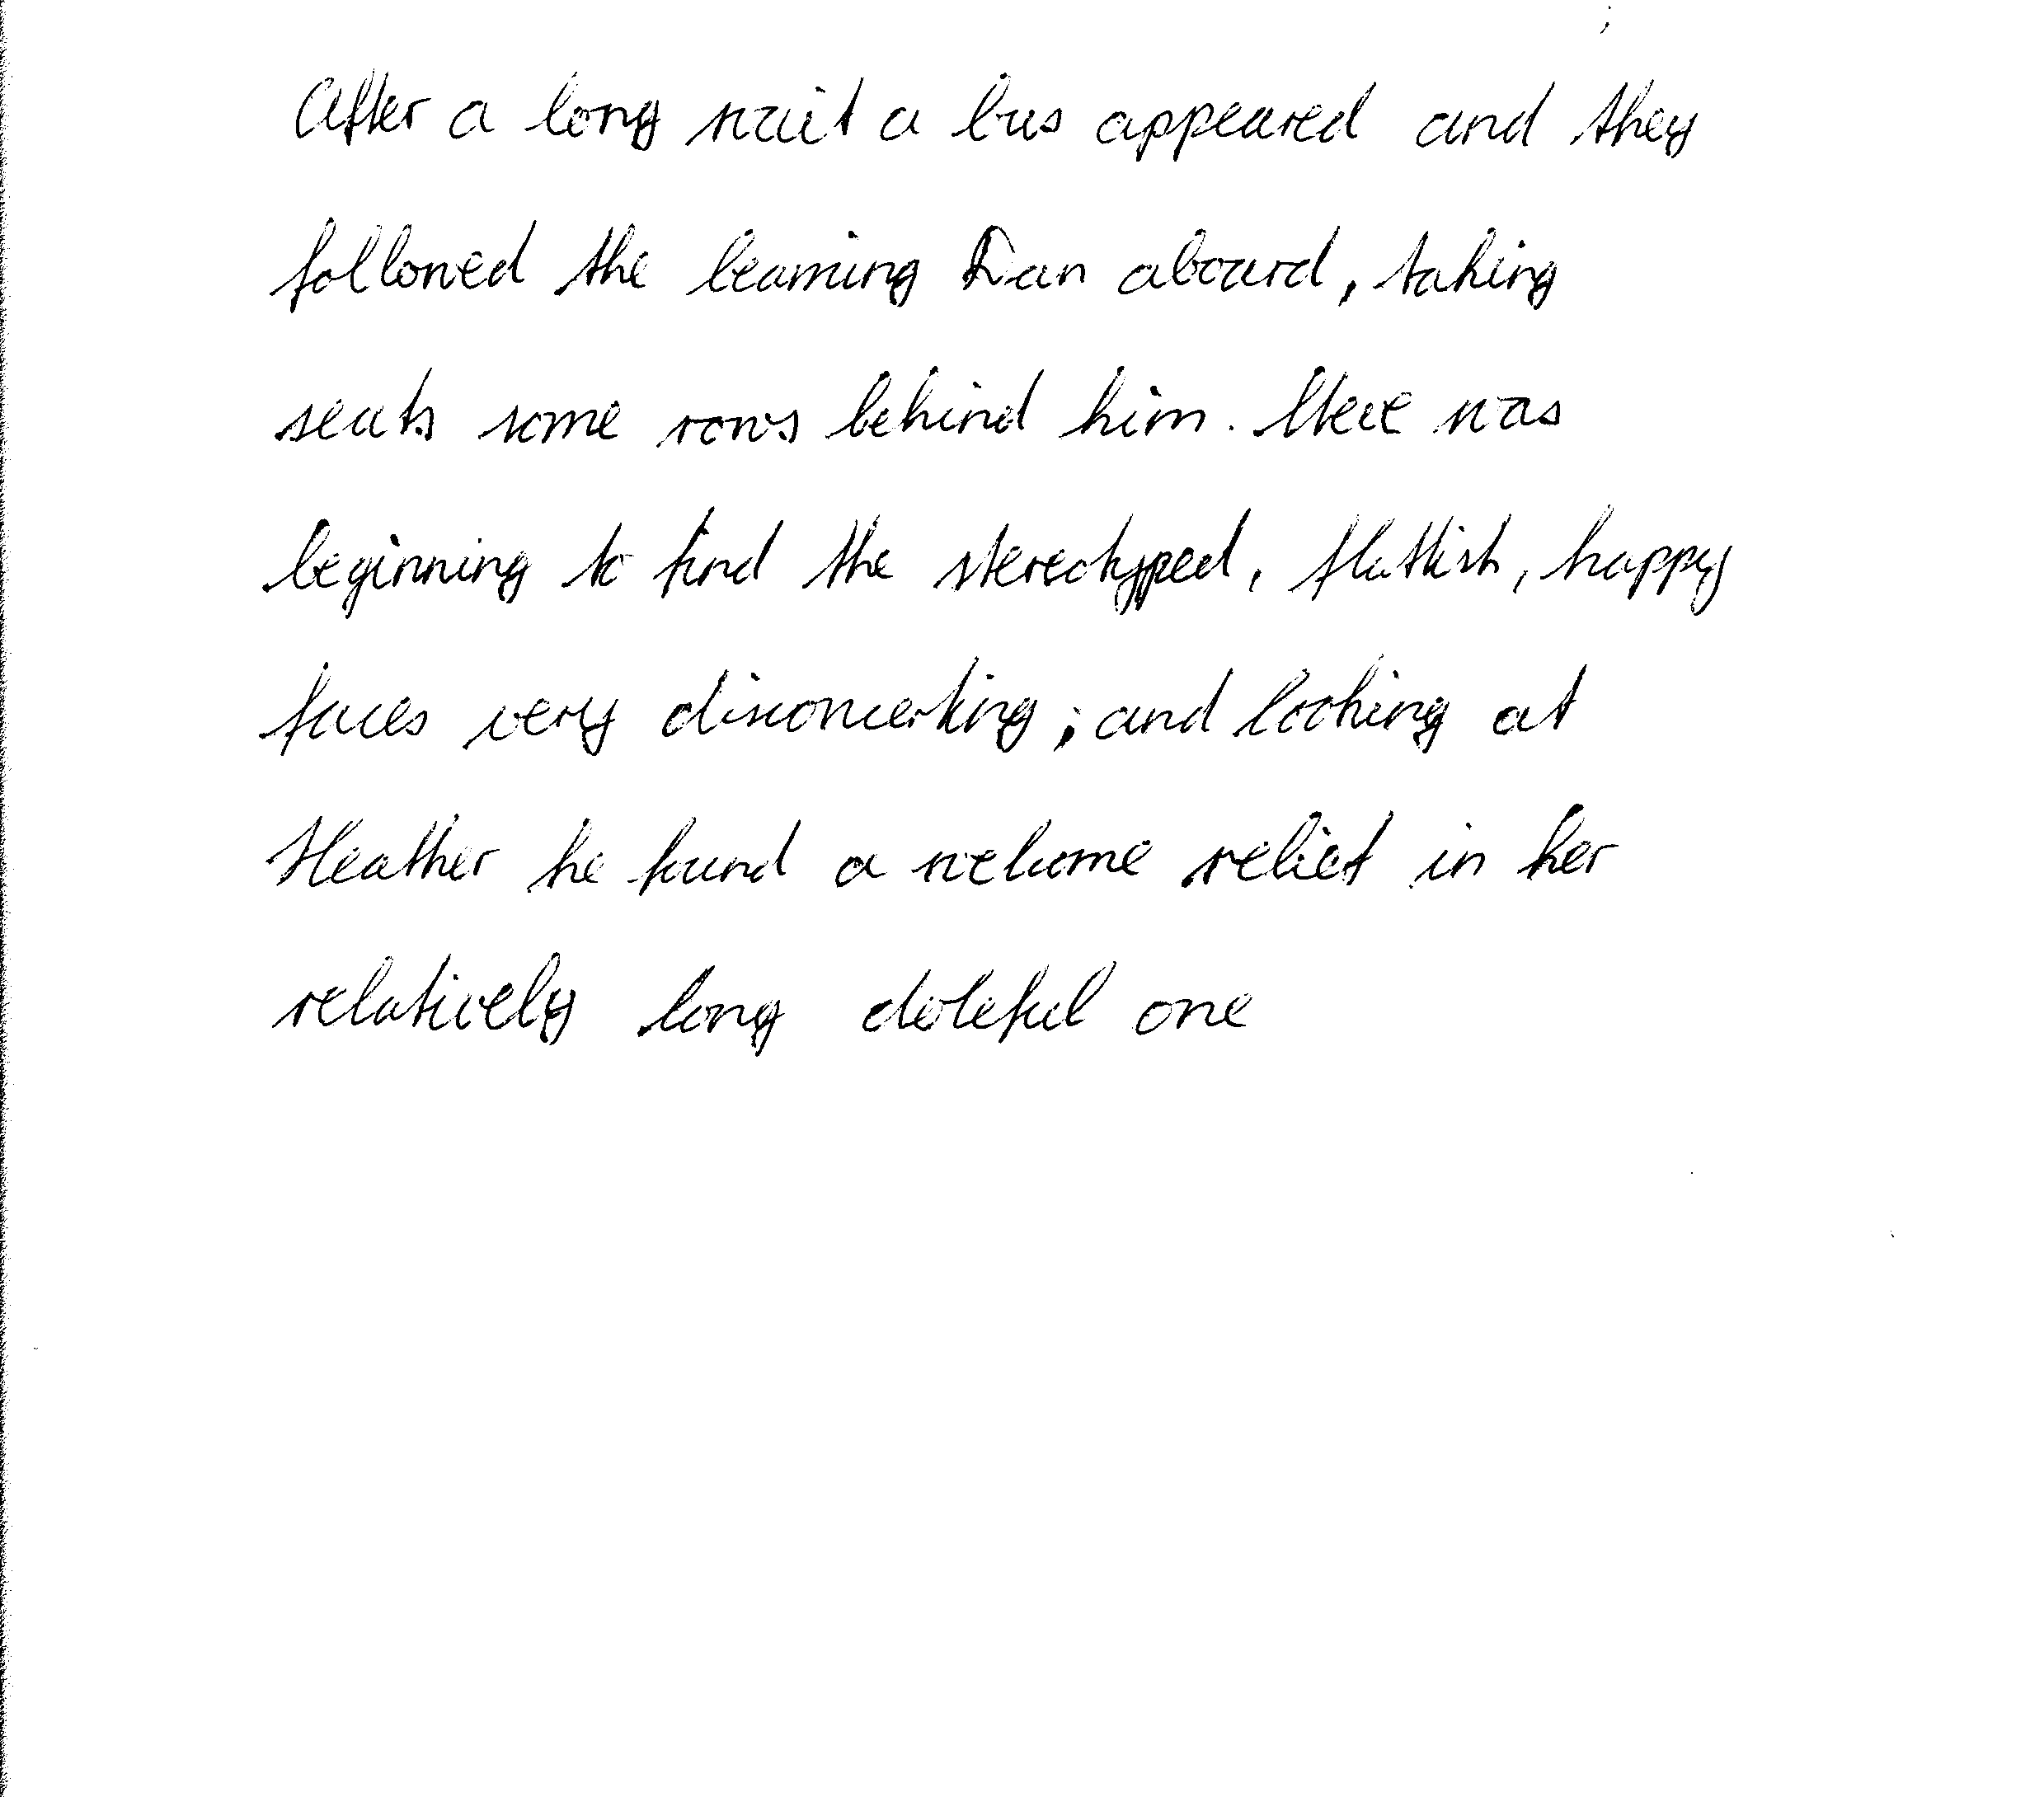 After a long wait a bus appeared and they
followed the beaming Dan aboard, taking
seats some rows behind him. Steve was
beginning to find the stereotyped, flattish, happy
faces very disconcerting; and looking at
Heather he found a welcome relief in her
relatively long doleful one